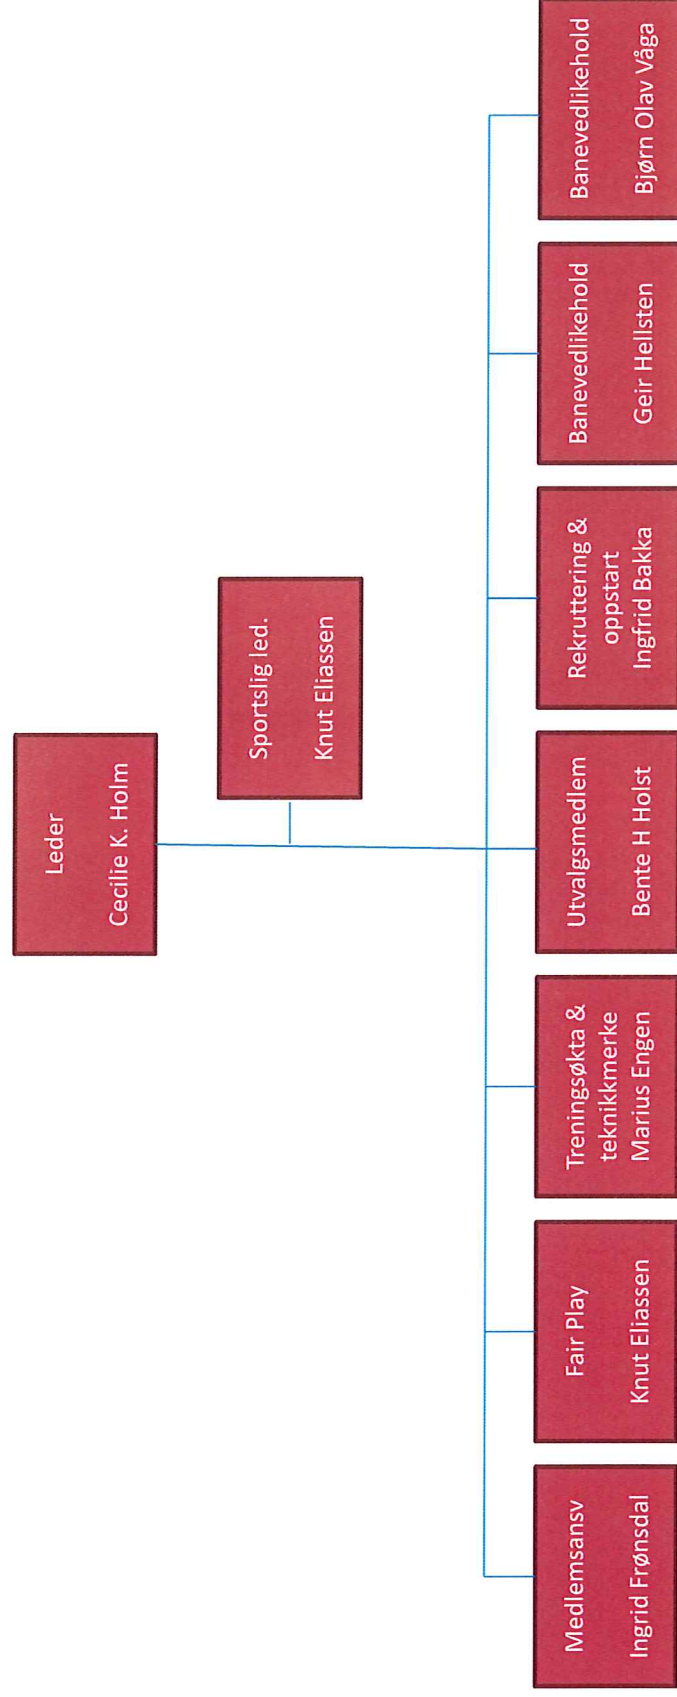 Leder
Cecilie K. Holm
Sportslig led.
Knut Eliassen
Medlemsansv
Ingrid Frønsdal
Fair Play
Knut Eliassen
Treningsøkta &
teknikkmerke
Marius Engen
Utvalgsmedlem
Bente H Holst
Rekruttering &
oppstart
Ingfrid Bakka
Banevedlikehold
Geir Hellsten
Banevedlikehold
Bjørn Olav Våga